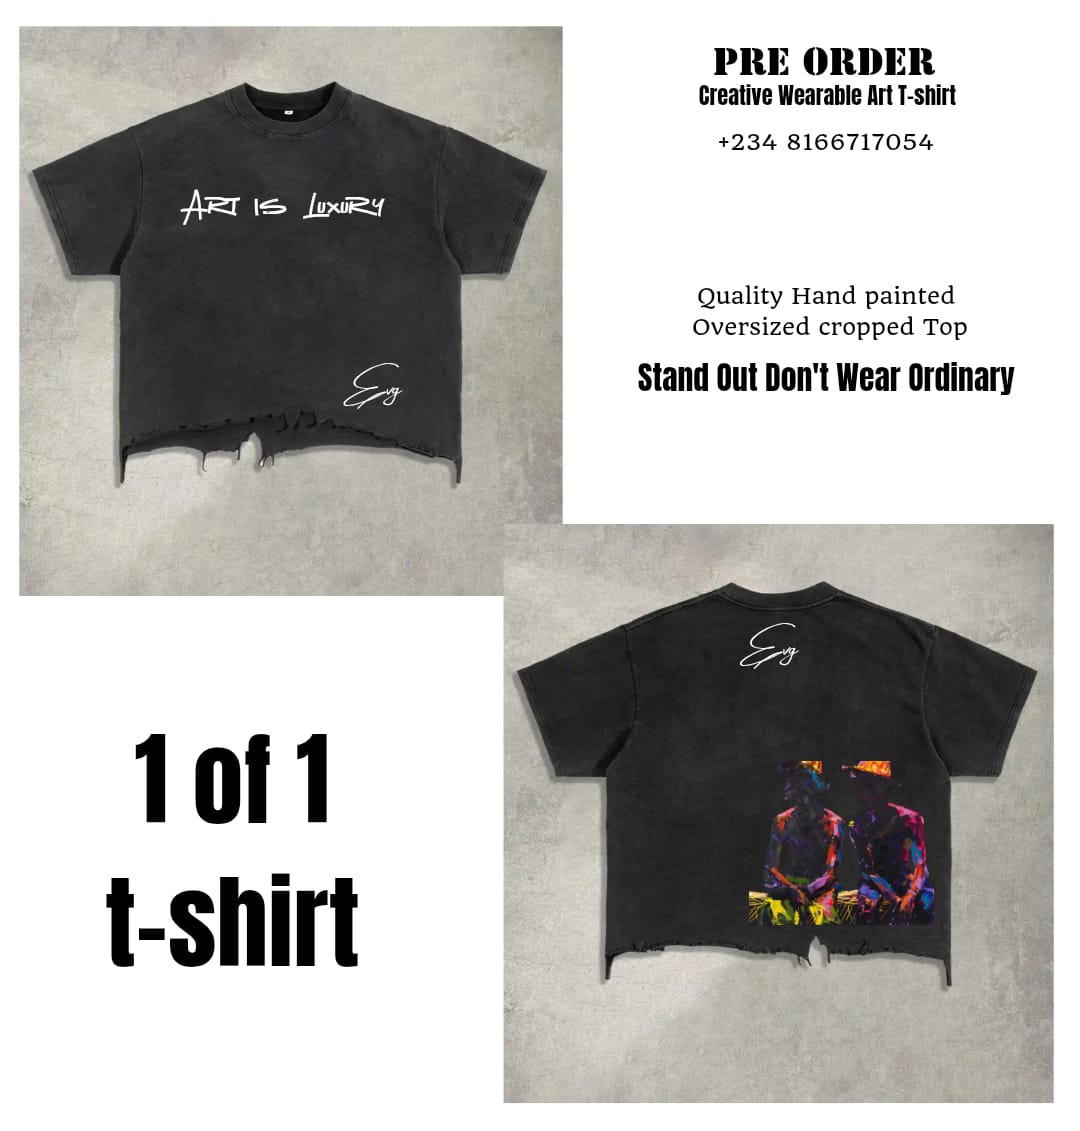 PRE ORDER
Creative Wearable Art T-shirt
+234 8166717054
ART IS LUXURY
Evg
Quality Hand painted
Oversized cropped Top
Stand Out Don't Wear Ordinary
Evg
1 of 1
t-shirt